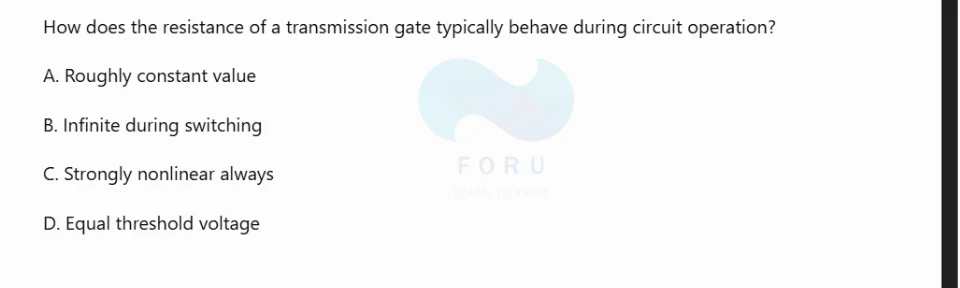 How does the resistance of a transmission gate typically behave during circuit operation?
A. Roughly constant value
B. Infinite during switching
FORU
C. Strongly nonlinear always
D. Equal threshold voltage